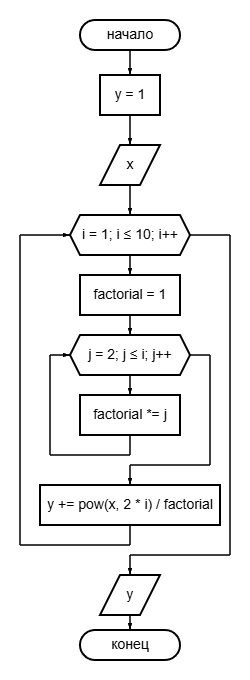 начало
y = 1
x
i = 1; i ≤ 10; i++
factorial = 1
j = 2; j ≤ i; j++
factorial *= j
y += pow(x, 2 * i) / factorial
y
конец